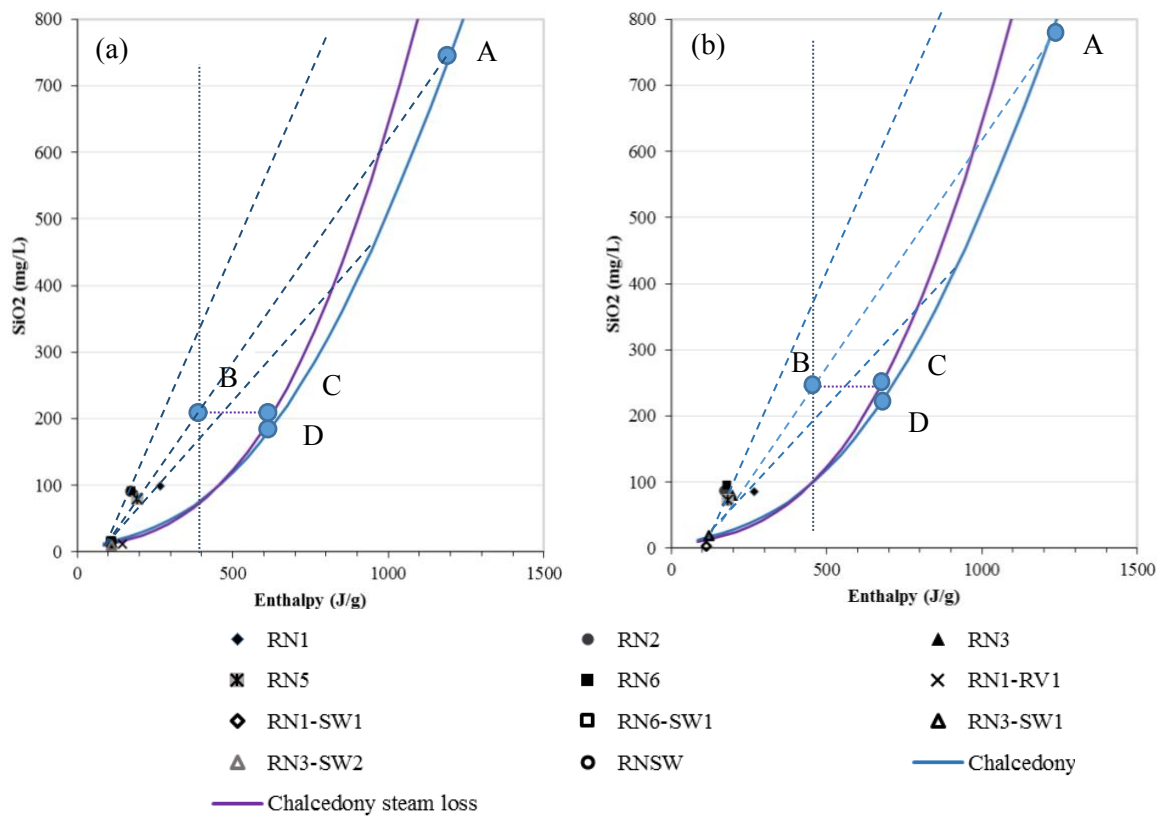 (a)
800
700
600
500
400
300
200
100
0
SiO2 (mg/L)
A
B
C
D
0 500 1000 1500
Enthalpy (J/g)
(b)
800
700
600
500
400
300
200
100
0
SiO2 (mg/L)
A
B
C
D
0 500 1000 1500
Enthalpy (J/g)
RN1 RN2 RN3
RN5 RN6 RN1-RV1
RN1-SW1 RN6-SW1 RN3-SW1
RN3-SW2 RNSW Chalcedony
Chalcedony steam loss